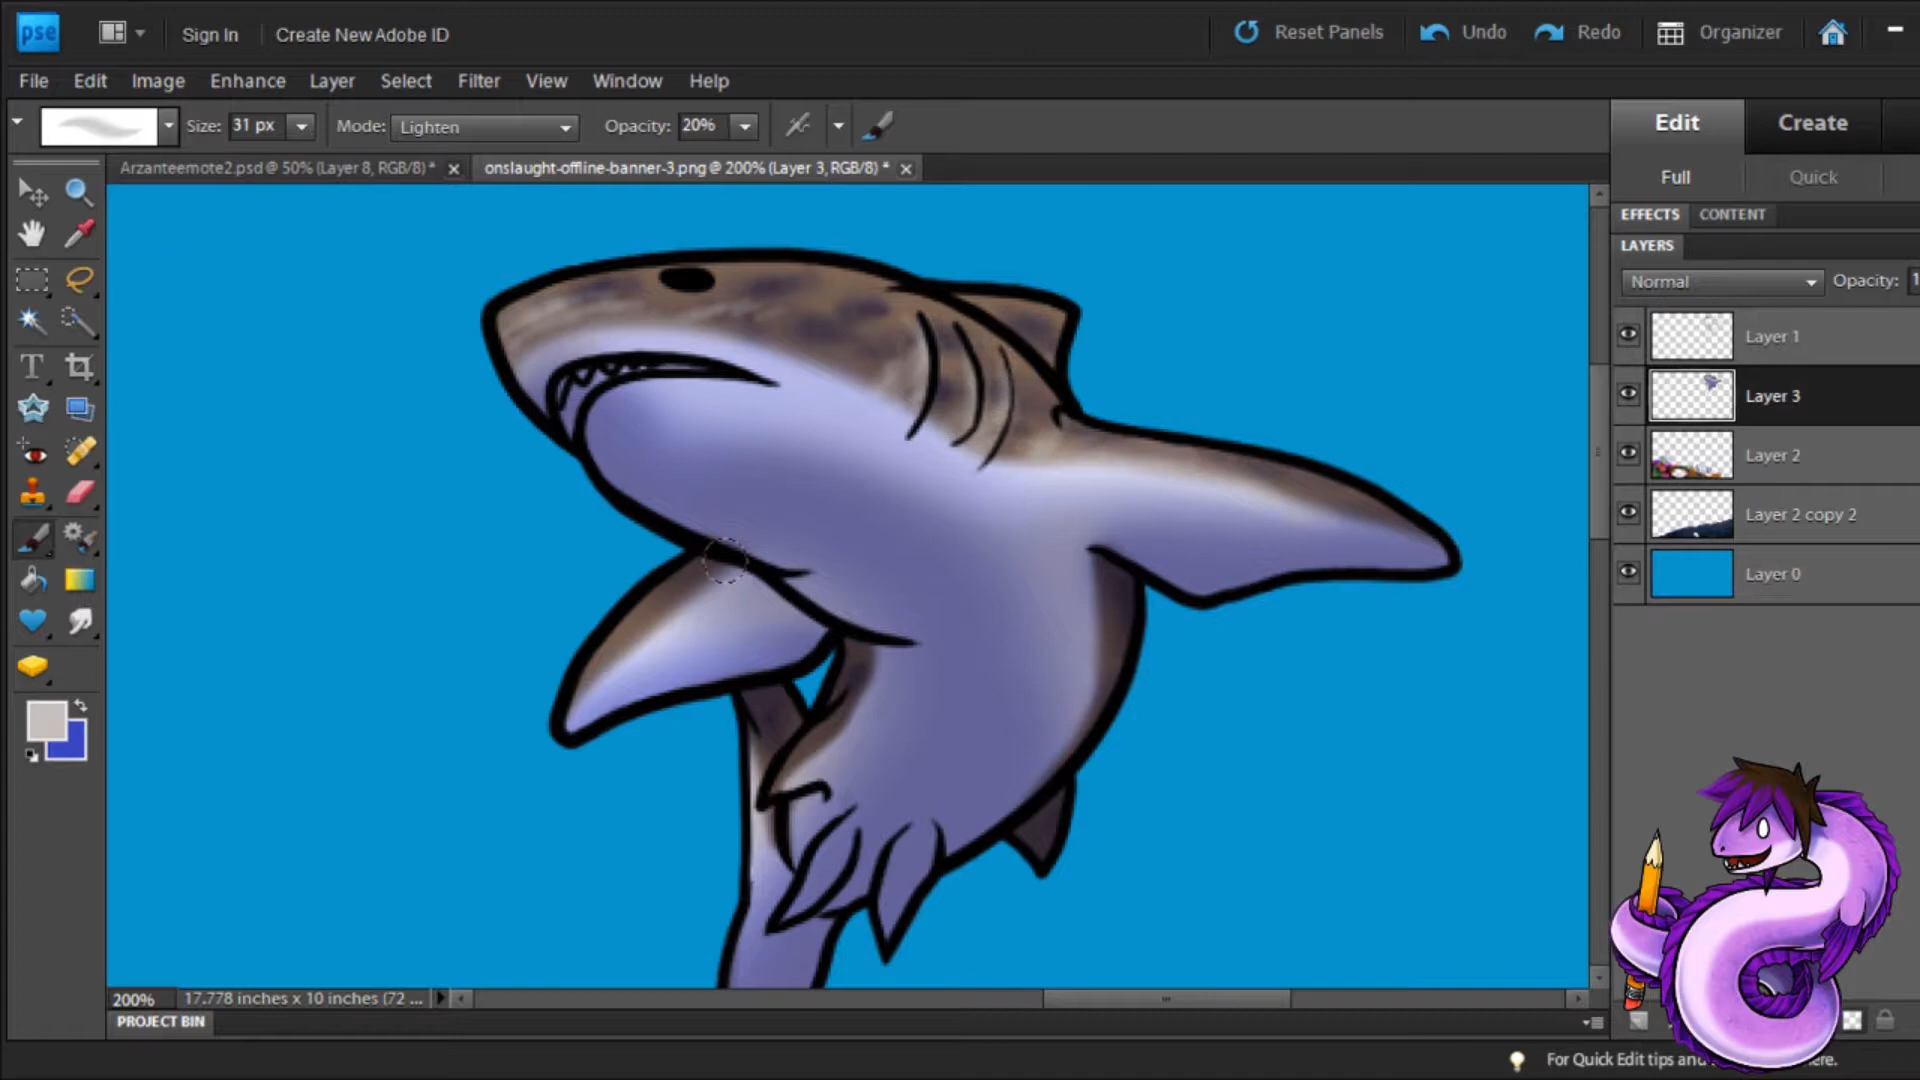 pse Sign In Create New Adobe ID Reset Panels Undo Redo Organizer
File Edit Image Enhance Layer Select Filter View Window Help
Size: 31 px Mode: Lighten Opacity: 20% Edit Create
Arzanteemote2.psd @ 50% (Layer 8, RGB/8) * onslaught-offline-banner-3.png @ 200% (Layer 3, RGB/8) *
Full Quick
EFFECTS CONTENT
LAYERS
Normal Opacity: 1
Layer 1
Layer 3
Layer 2
Layer 2 copy 2
Layer 0
T
200% 17.778 inches x 10 inches (72 ...
PROJECT BIN
For Quick Edit tips and here.